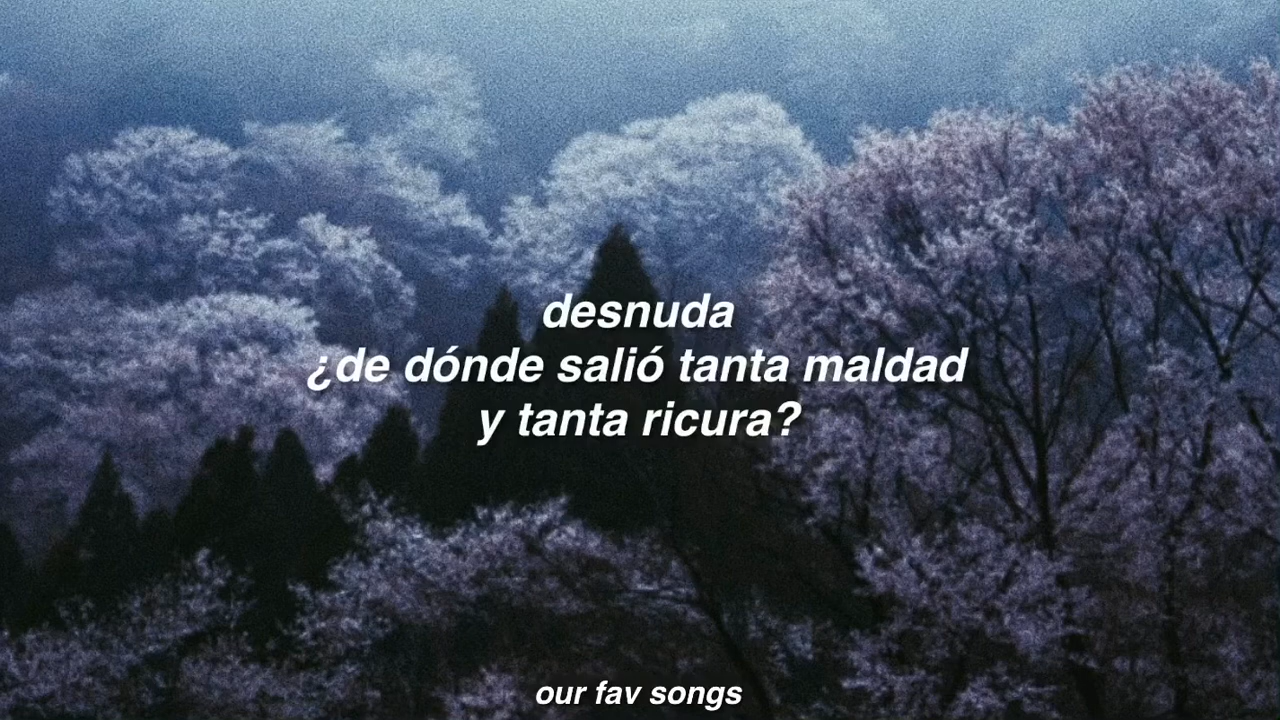 desnuda
¿de dónde salió tanta maldad
y tanta ricura?
our fav songs